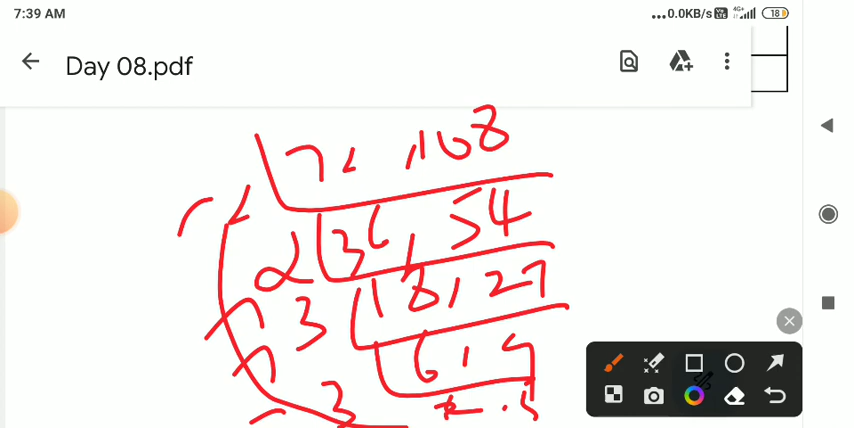 7:39 AM ...0.0KB/s 4G+ 18
Day 08.pdf
72, 108
2 36, 54
3 18, 27
3 6, 9